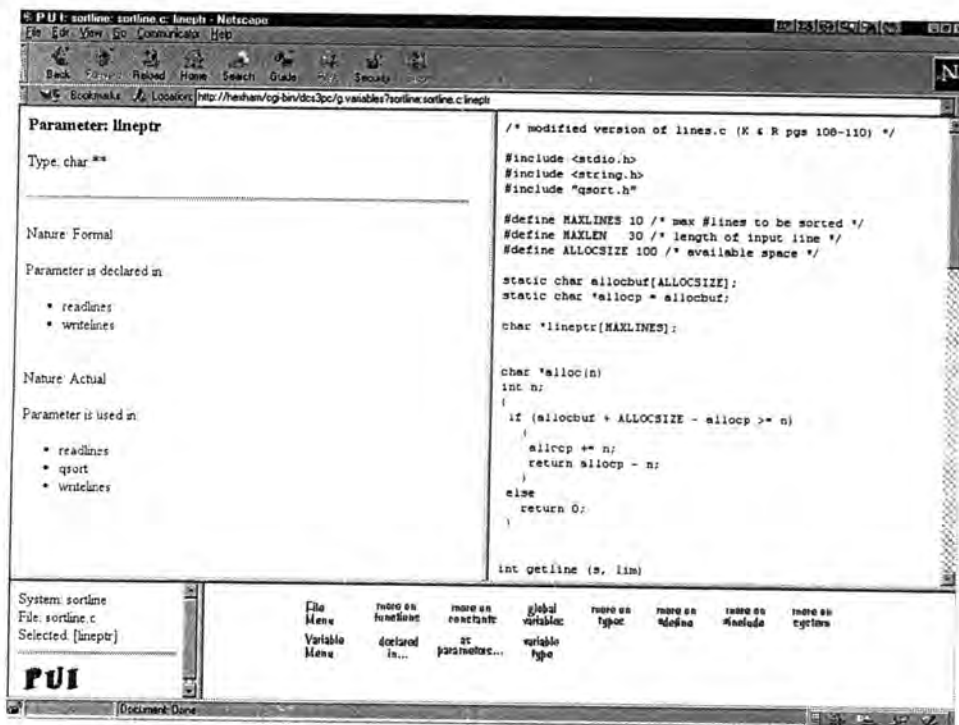 PUI: sortline: sortline.c: lineptr - Netscape
File Edit View Go Communicator Help
Back Reload Home Search Guide Security
Bookmarks Location: http://hexham/cgi-bin/dcs3pc/g.variables?sortline:sortline.c:lineptr
Parameter: lineptr
Type: char **
Nature: Formal
Parameter is declared in:
• readlines
• writelines
Nature: Actual
Parameter is used in:
• readlines
• qsort
• writelines
/* modified version of lines.c (K & R pgs 108-110) */
#include <stdio.h>
#include <string.h>
#include "qsort.h"
#define MAXLINES 10 /* max #lines to be sorted */
#define MAXLEN 30 /* length of input line */
#define ALLOCSIZE 100 /* available space */
static char allocbuf[ALLOCSIZE];
static char *allocp = allocbuf;
char *lineptr[MAXLINES];
char *alloc(n)
int n;
{
if (allocbuf + ALLOCSIZE - allocp >= n)
{
allocp += n;
return allocp - n;
}
else
return 0;
}
int getline (s, lim)
System: sortline
File: sortline.c
Selected: [lineptr]
PUI
File Menu
more on functions
more on constants
global variables
more on types
more on #define
more on #include
more on system
Variable Menu
declared in...
as parameters...
variable type
Document: Done